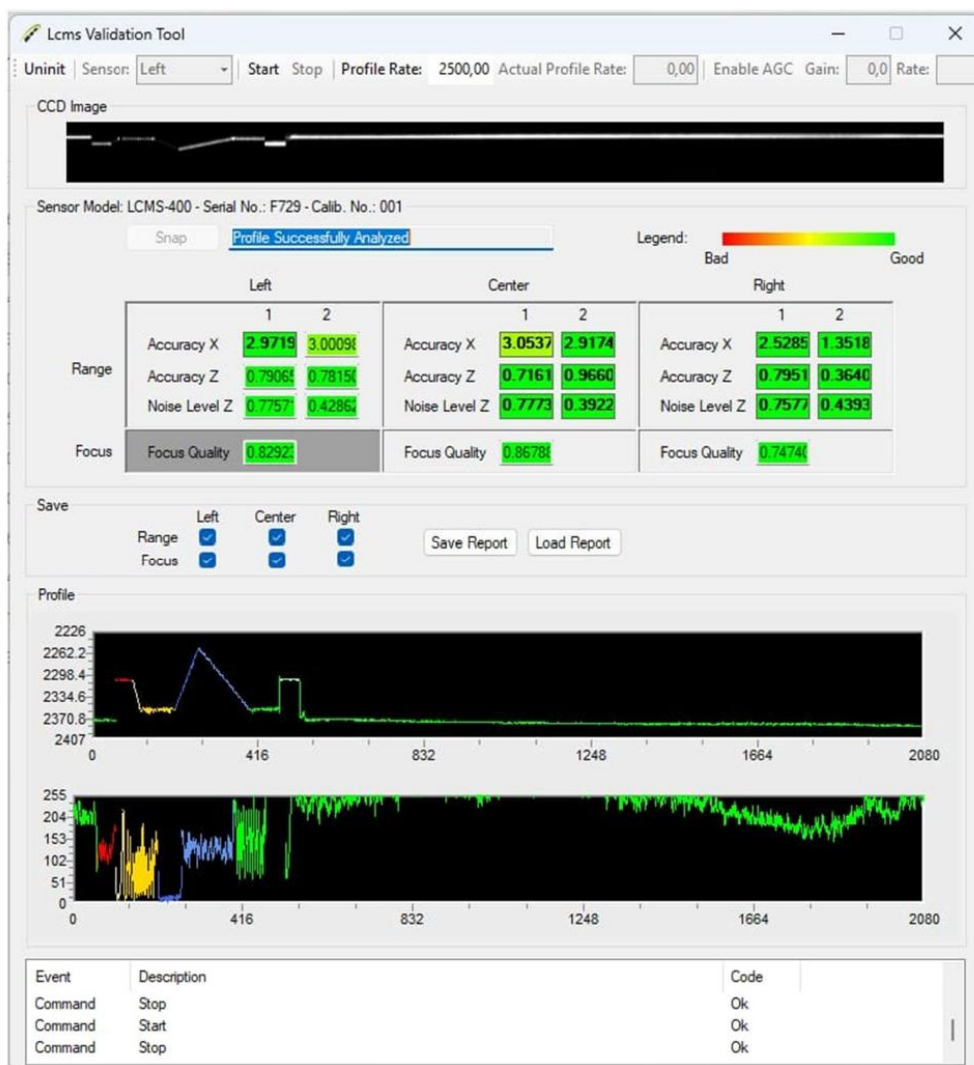 Lcms Validation Tool
Uninit Sensor: Left Start Stop Profile Rate: 2500,00 Actual Profile Rate: 0,00 Enable AGC Gain: 0,0 Rate:
CCD Image
Sensor Model: LCMS-400 - Serial No.: F729 - Calib. No.: 001
Snap Profile Successfully Analyzed Legend:
Bad Good
Left Center Right
1 2 1 2 1 2
Accuracy X 2.9719 3.00098 Accuracy X 3.0537 2.9174 Accuracy X 2.5285 1.3518
Range Accuracy Z 0.79065 0.78150 Accuracy Z 0.7161 0.9660 Accuracy Z 0.7951 0.3640
Noise Level Z 0.77571 0.42862 Noise Level Z 0.7773 0.3922 Noise Level Z 0.7577 0.4393
Focus Focus Quality 0.82923 Focus Quality 0.86788 Focus Quality 0.74740
Save
Left Center Right
Range
Save Report Load Report
Focus
Profile
2226
2262.2
2298.4
2334.6
2370.8
2407
0 416 832 1248 1664 2080
255
204
153
102
51
0
0 416 832 1248 1664 2080
Event Description Code
Command Stop Ok
Command Start Ok
Command Stop Ok